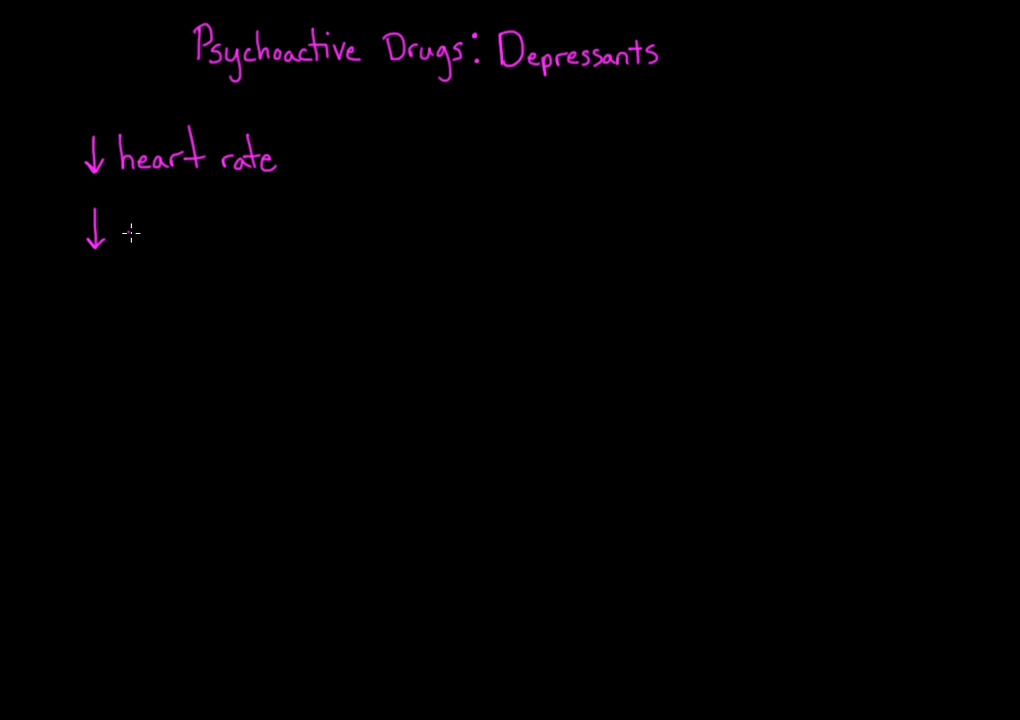 Psychoactive Drugs: Depressants
↓ heart rate
↓